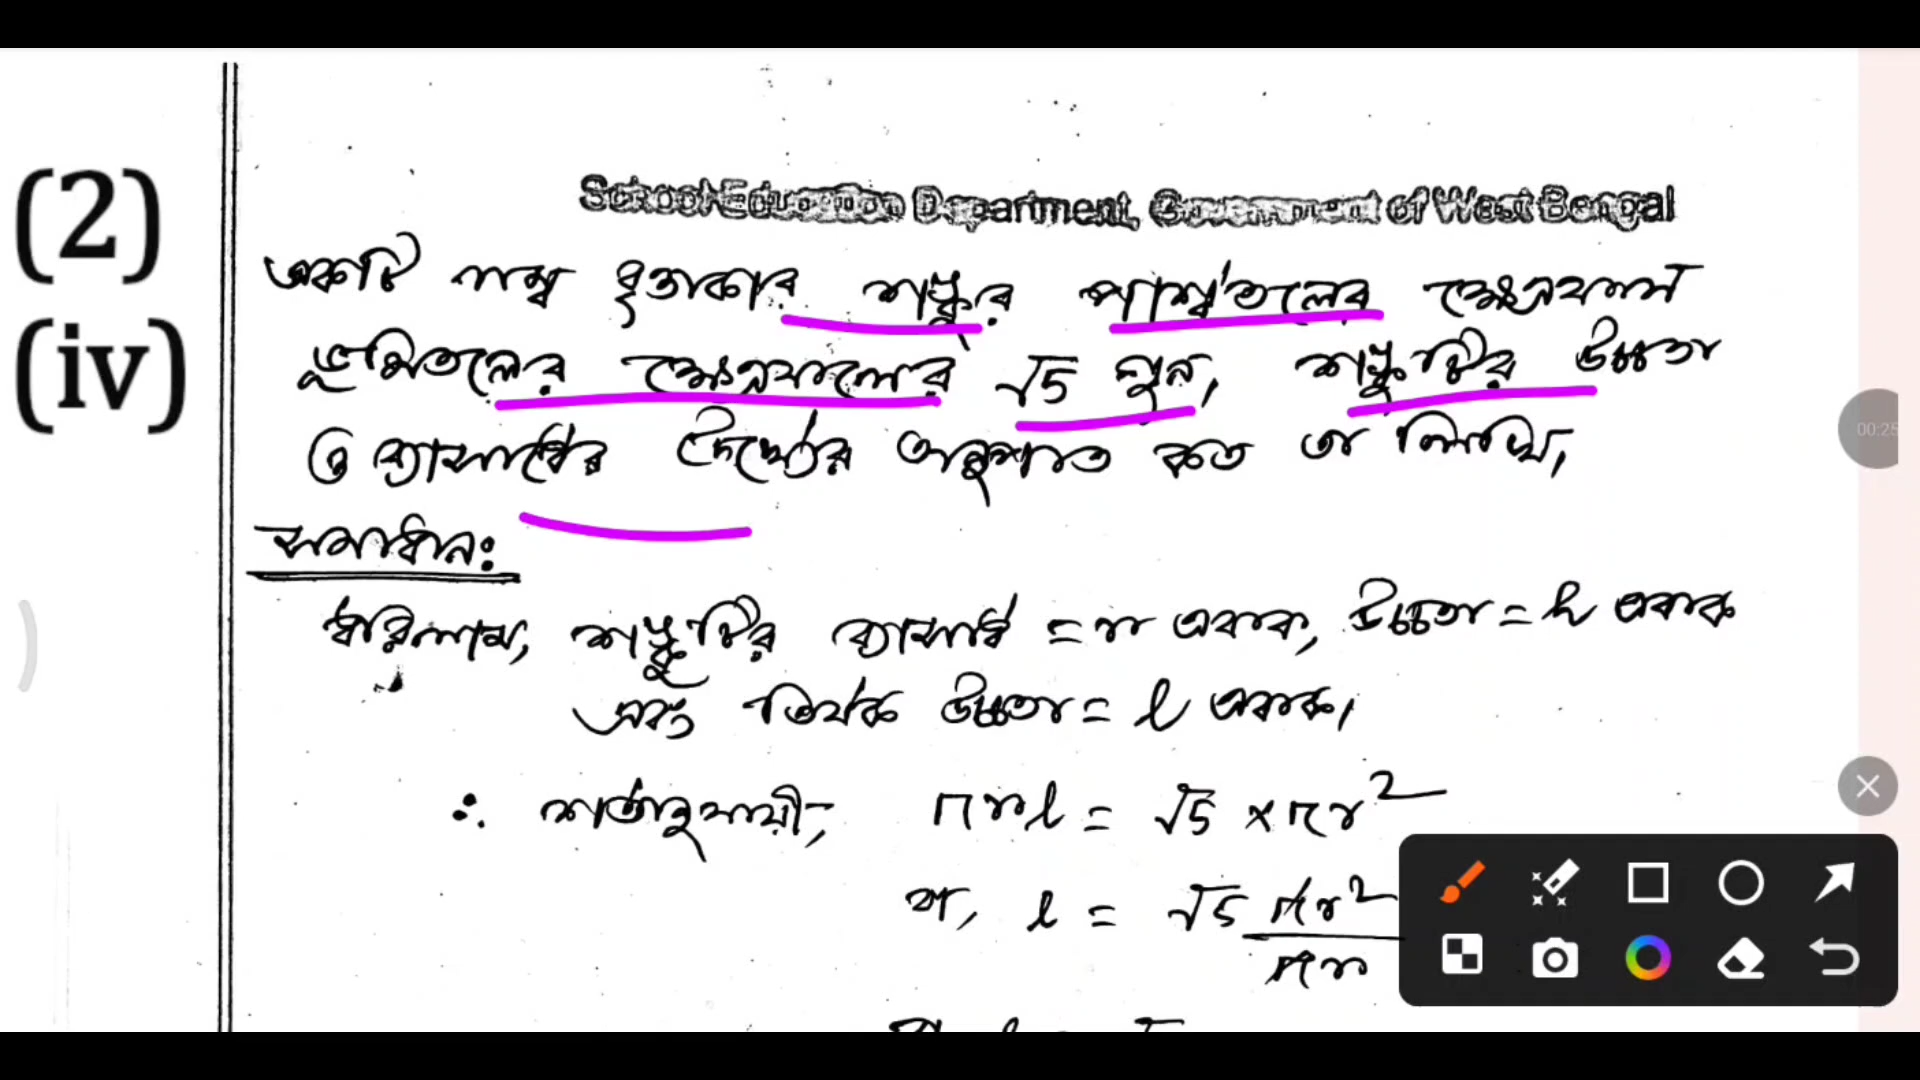 (2)
(iv)
School Education Department, Government of West Bengal
একটি লম্ব বৃত্তাকার শঙ্কুর পার্শ্বতলের ক্ষেত্রফল
ভূমিতলের ক্ষেত্রফলের √5 গুন, শঙ্কুটির উচ্চতা
ও ব্যাসার্ধের দৈর্ঘ্যের অনুপাত কত তা লিখি,
সমাধান:
ধরিলাম, শঙ্কুটির ব্যাসার্ধ = r একক, উচ্চতা = h একক
এবং তির্যক উচ্চতা = l একক।
∴ শর্তানুযায়ী, πrl = √5 × πr²
বা, l = √5 πr²/πr
00:25